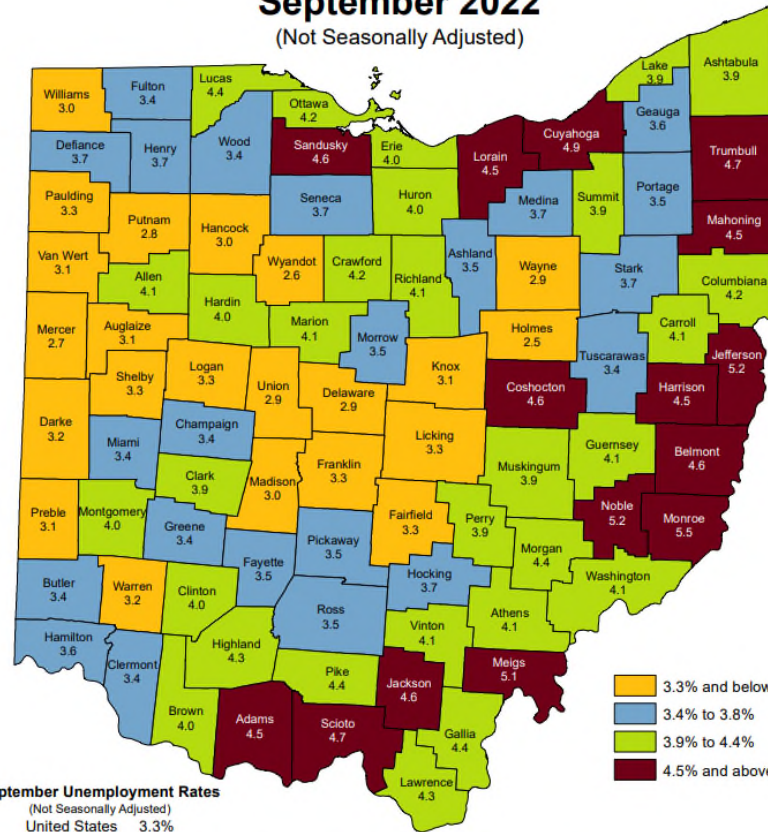 September 2022
(Not Seasonally Adjusted)
Williams
3.0
Fulton
3.4
Lucas
4.4
Ottawa
4.2
Lake
3.9
Ashtabula
3.9
Defiance
3.7
Henry
3.7
Wood
3.4
Sandusky
4.6
Erie
4.0
Lorain
4.5
Cuyahoga
4.9
Geauga
3.6
Trumbull
4.7
Paulding
3.3
Putnam
2.8
Hancock
3.0
Seneca
3.7
Huron
4.0
Medina
3.7
Summit
3.9
Portage
3.5
Mahoning
4.5
Van Wert
3.1
Allen
4.1
Wyandot
2.6
Crawford
4.2
Richland
4.1
Ashland
3.5
Wayne
2.9
Stark
3.7
Columbiana
4.2
Mercer
2.7
Auglaize
3.1
Hardin
4.0
Marion
4.1
Morrow
3.5
Holmes
2.5
Tuscarawas
3.4
Carroll
4.1
Jefferson
5.2
Shelby
3.3
Logan
3.3
Union
2.9
Delaware
2.9
Knox
3.1
Coshocton
4.6
Harrison
4.5
Darke
3.2
Miami
3.4
Champaign
3.4
Licking
3.3
Guernsey
4.1
Belmont
4.6
Clark
3.9
Madison
3.0
Franklin
3.3
Muskingum
3.9
Preble
3.1
Montgomery
4.0
Greene
3.4
Fairfield
3.3
Perry
3.9
Noble
5.2
Monroe
5.5
Pickaway
3.5
Morgan
4.4
Butler
3.4
Warren
3.2
Clinton
4.0
Fayette
3.5
Hocking
3.7
Washington
4.1
Hamilton
3.6
Clermont
3.4
Highland
4.3
Ross
3.5
Vinton
4.1
Athens
4.1
Pike
4.4
Jackson
4.6
Meigs
5.1
Brown
4.0
Adams
4.5
Scioto
4.7
Gallia
4.4
Lawrence
4.3
3.3% and below
3.4% to 3.8%
3.9% to 4.4%
4.5% and above
ptember Unemployment Rates
(Not Seasonally Adjusted)
United States 3.3%